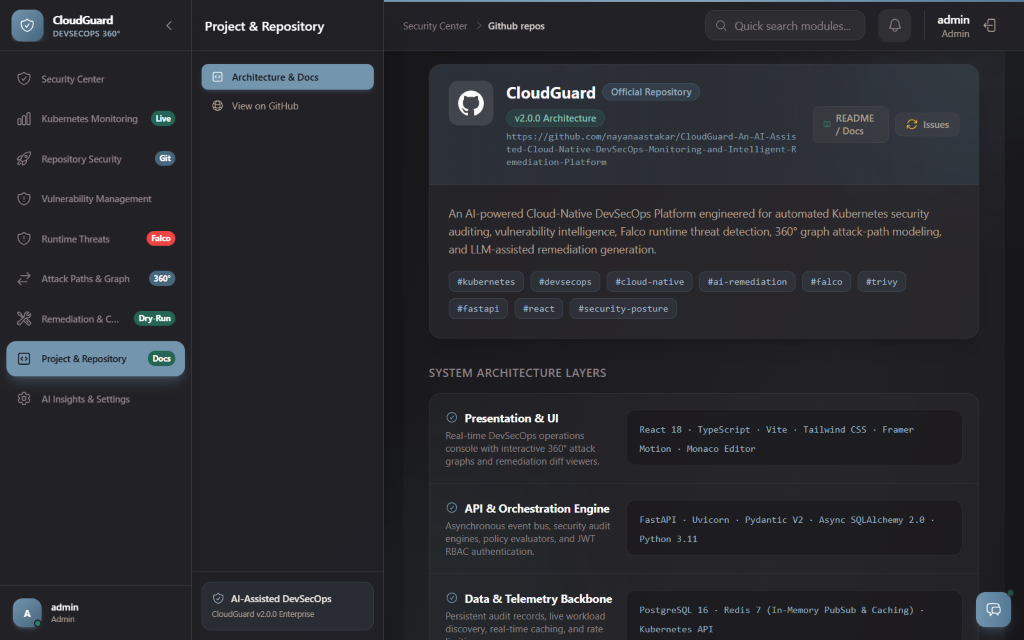 CloudGuard
DEVSECOPS 360°
Security Center
Kubernetes Monitoring
Live
Repository Security
Git
Vulnerability Management
Runtime Threats
Falco
Attack Paths & Graph
360°
Remediation & C...
Dry-Run
Project & Repository
Docs
AI Insights & Settings
A
admin
Admin
Project & Repository
Architecture & Docs
View on GitHub
AI-Assisted DevSecOps
CloudGuard v2.0.0 Enterprise
Security Center
Github repos
Quick search modules...
admin
Admin
CloudGuard
Official Repository
v2.0.0 Architecture
https://github.com/nayanaastakar/CloudGuard-An-AI-Assis
ted-Cloud-Native-DevSecOps-Monitoring-and-Intelligent-R
emediation-Platform
README
/ Docs
Issues
An AI-powered Cloud-Native DevSecOps Platform engineered for automated Kubernetes security
auditing, vulnerability intelligence, Falco runtime threat detection, 360° graph attack-path modeling,
and LLM-assisted remediation generation.
#kubernetes
#devsecops
#cloud-native
#ai-remediation
#falco
#trivy
#fastapi
#react
#security-posture
SYSTEM ARCHITECTURE LAYERS
Presentation & UI
Real-time DevSecOps operations
console with interactive 360° attack
graphs and remediation diff viewers.
React 18 · TypeScript · Vite · Tailwind CSS · Framer
Motion · Monaco Editor
API & Orchestration Engine
Asynchronous event bus, security audit
engines, policy evaluators, and JWT
RBAC authentication.
FastAPI · Uvicorn · Pydantic V2 · Async SQLAlchemy 2.0 ·
Python 3.11
Data & Telemetry Backbone
Persistent audit records, live workload
discovery, real-time caching, and rate
PostgreSQL 16 · Redis 7 (In-Memory PubSub & Caching) ·
Kubernetes API